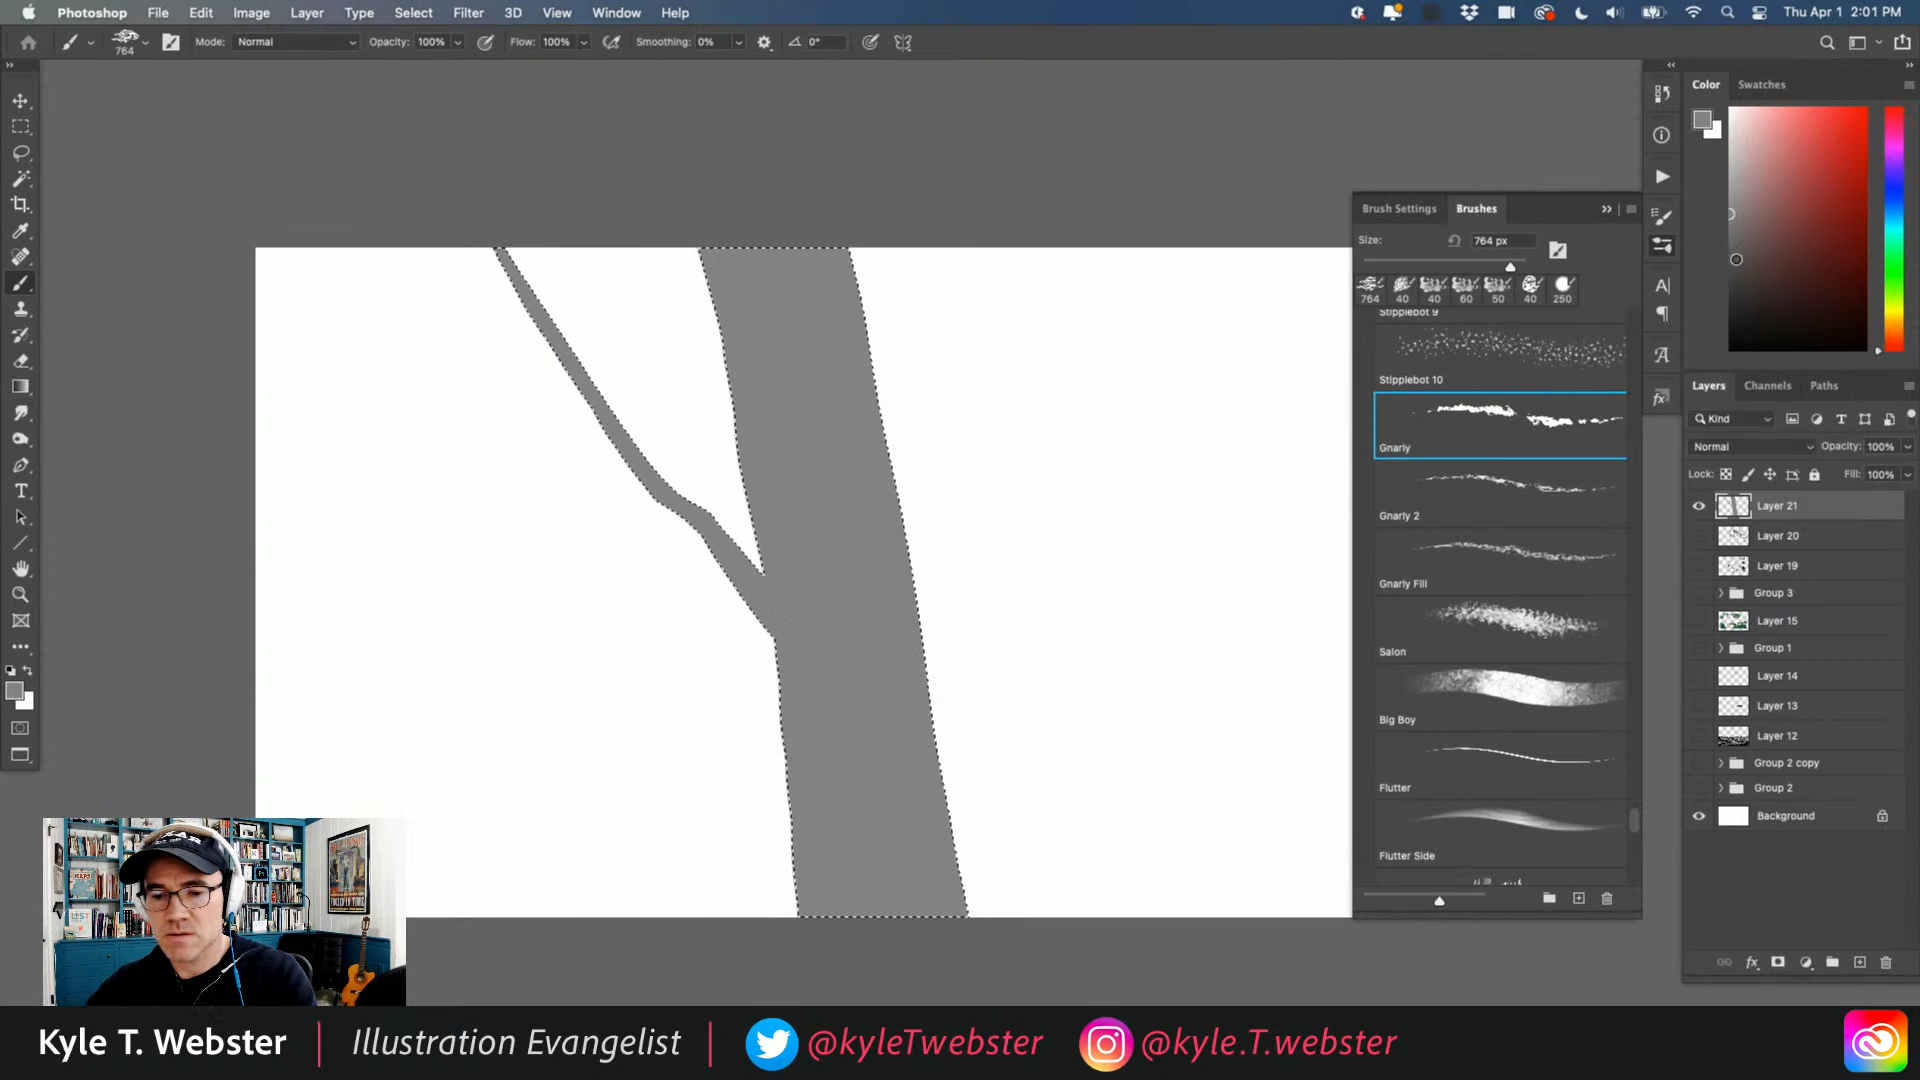 Photoshop File Edit Image Layer Type Select Filter 3D View Window Help Thu Apr 1 2:01 PM
764 Mode: Normal Opacity: 100% Flow: 100% Smoothing: 0% 0°
Color Swatches
Brush Settings Brushes
Size: 764 px
764 40 40 60 50 40 250
Stipplebot 9
Stipplebot 10
Gnarly
Gnarly 2
Gnarly Fill
Salon
Big Boy
Flutter
Flutter Side
Layers Channels Paths
Kind
Normal Opacity: 100%
Lock: Fill: 100%
Layer 21
Layer 20
Layer 19
Group 3
Layer 15
Group 1
Layer 14
Layer 13
Layer 12
Group 2 copy
Group 2
Background
Kyle T. Webster | Illustration Evangelist | @kyleTwebster @kyle.T.webster